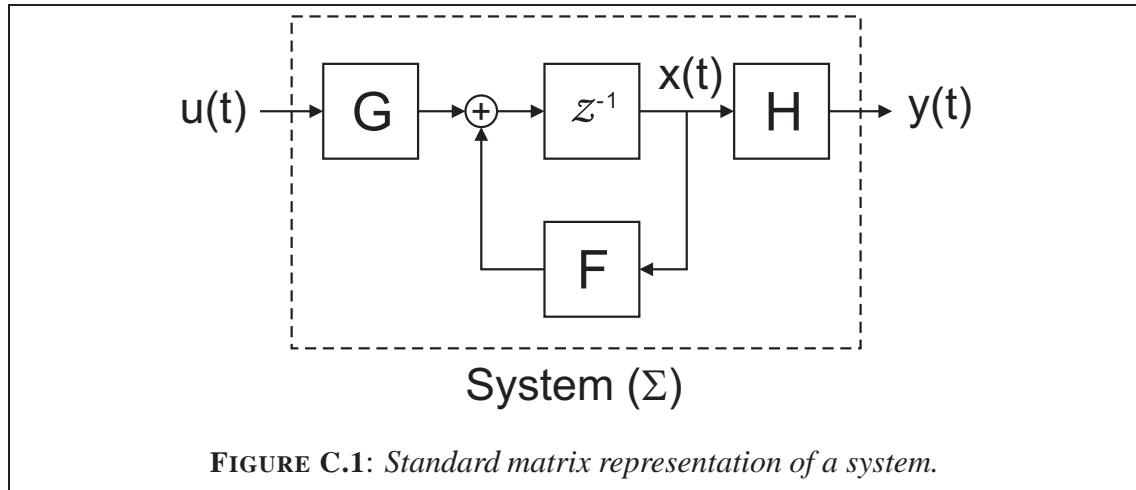 u(t) G + z⁻¹ x(t) H y(t)
F
System (Σ)
FIGURE C.1: Standard matrix representation of a system.